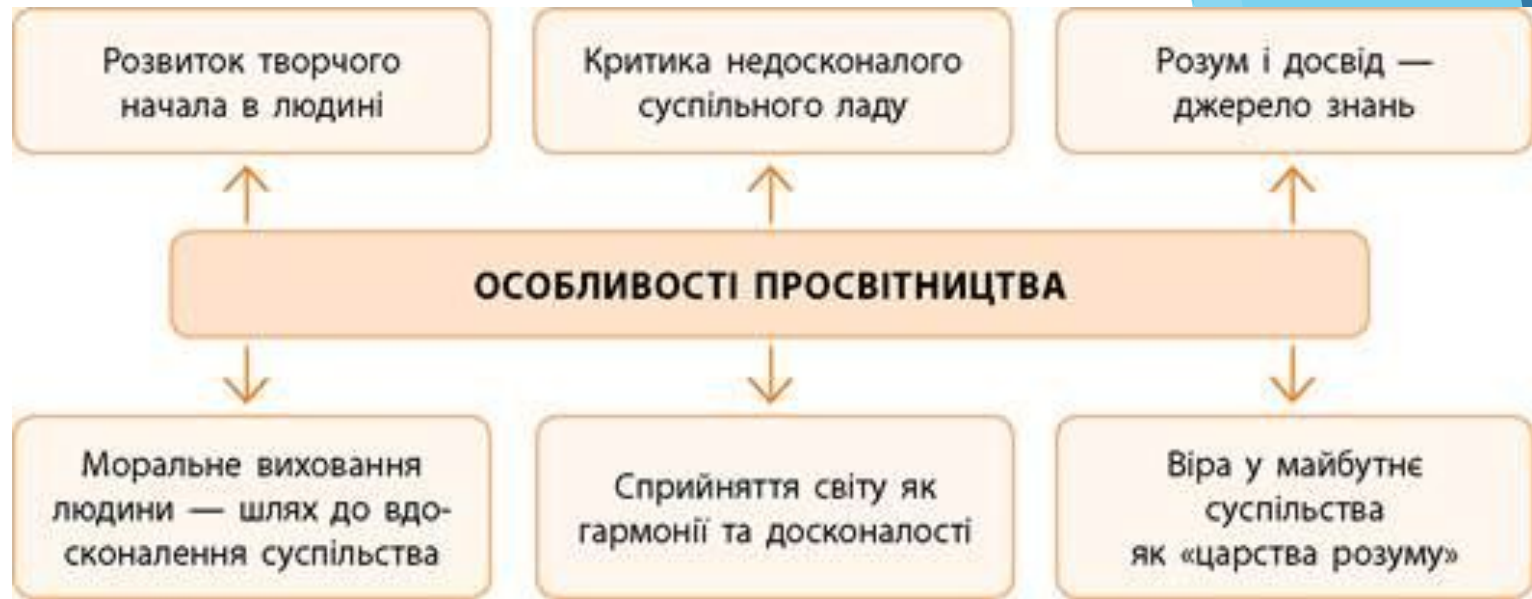 Розвиток творчого
начала в людині
Критика недосконалого
суспільного ладу
Розум і досвід —
джерело знань
ОСОБЛИВОСТІ ПРОСВІТНИЦТВА
Моральне виховання
людини — шлях до вдо-
сконалення суспільства
Сприйняття світу як
гармонії та досконалості
Віра у майбутнє
суспільства
як «царства розуму»